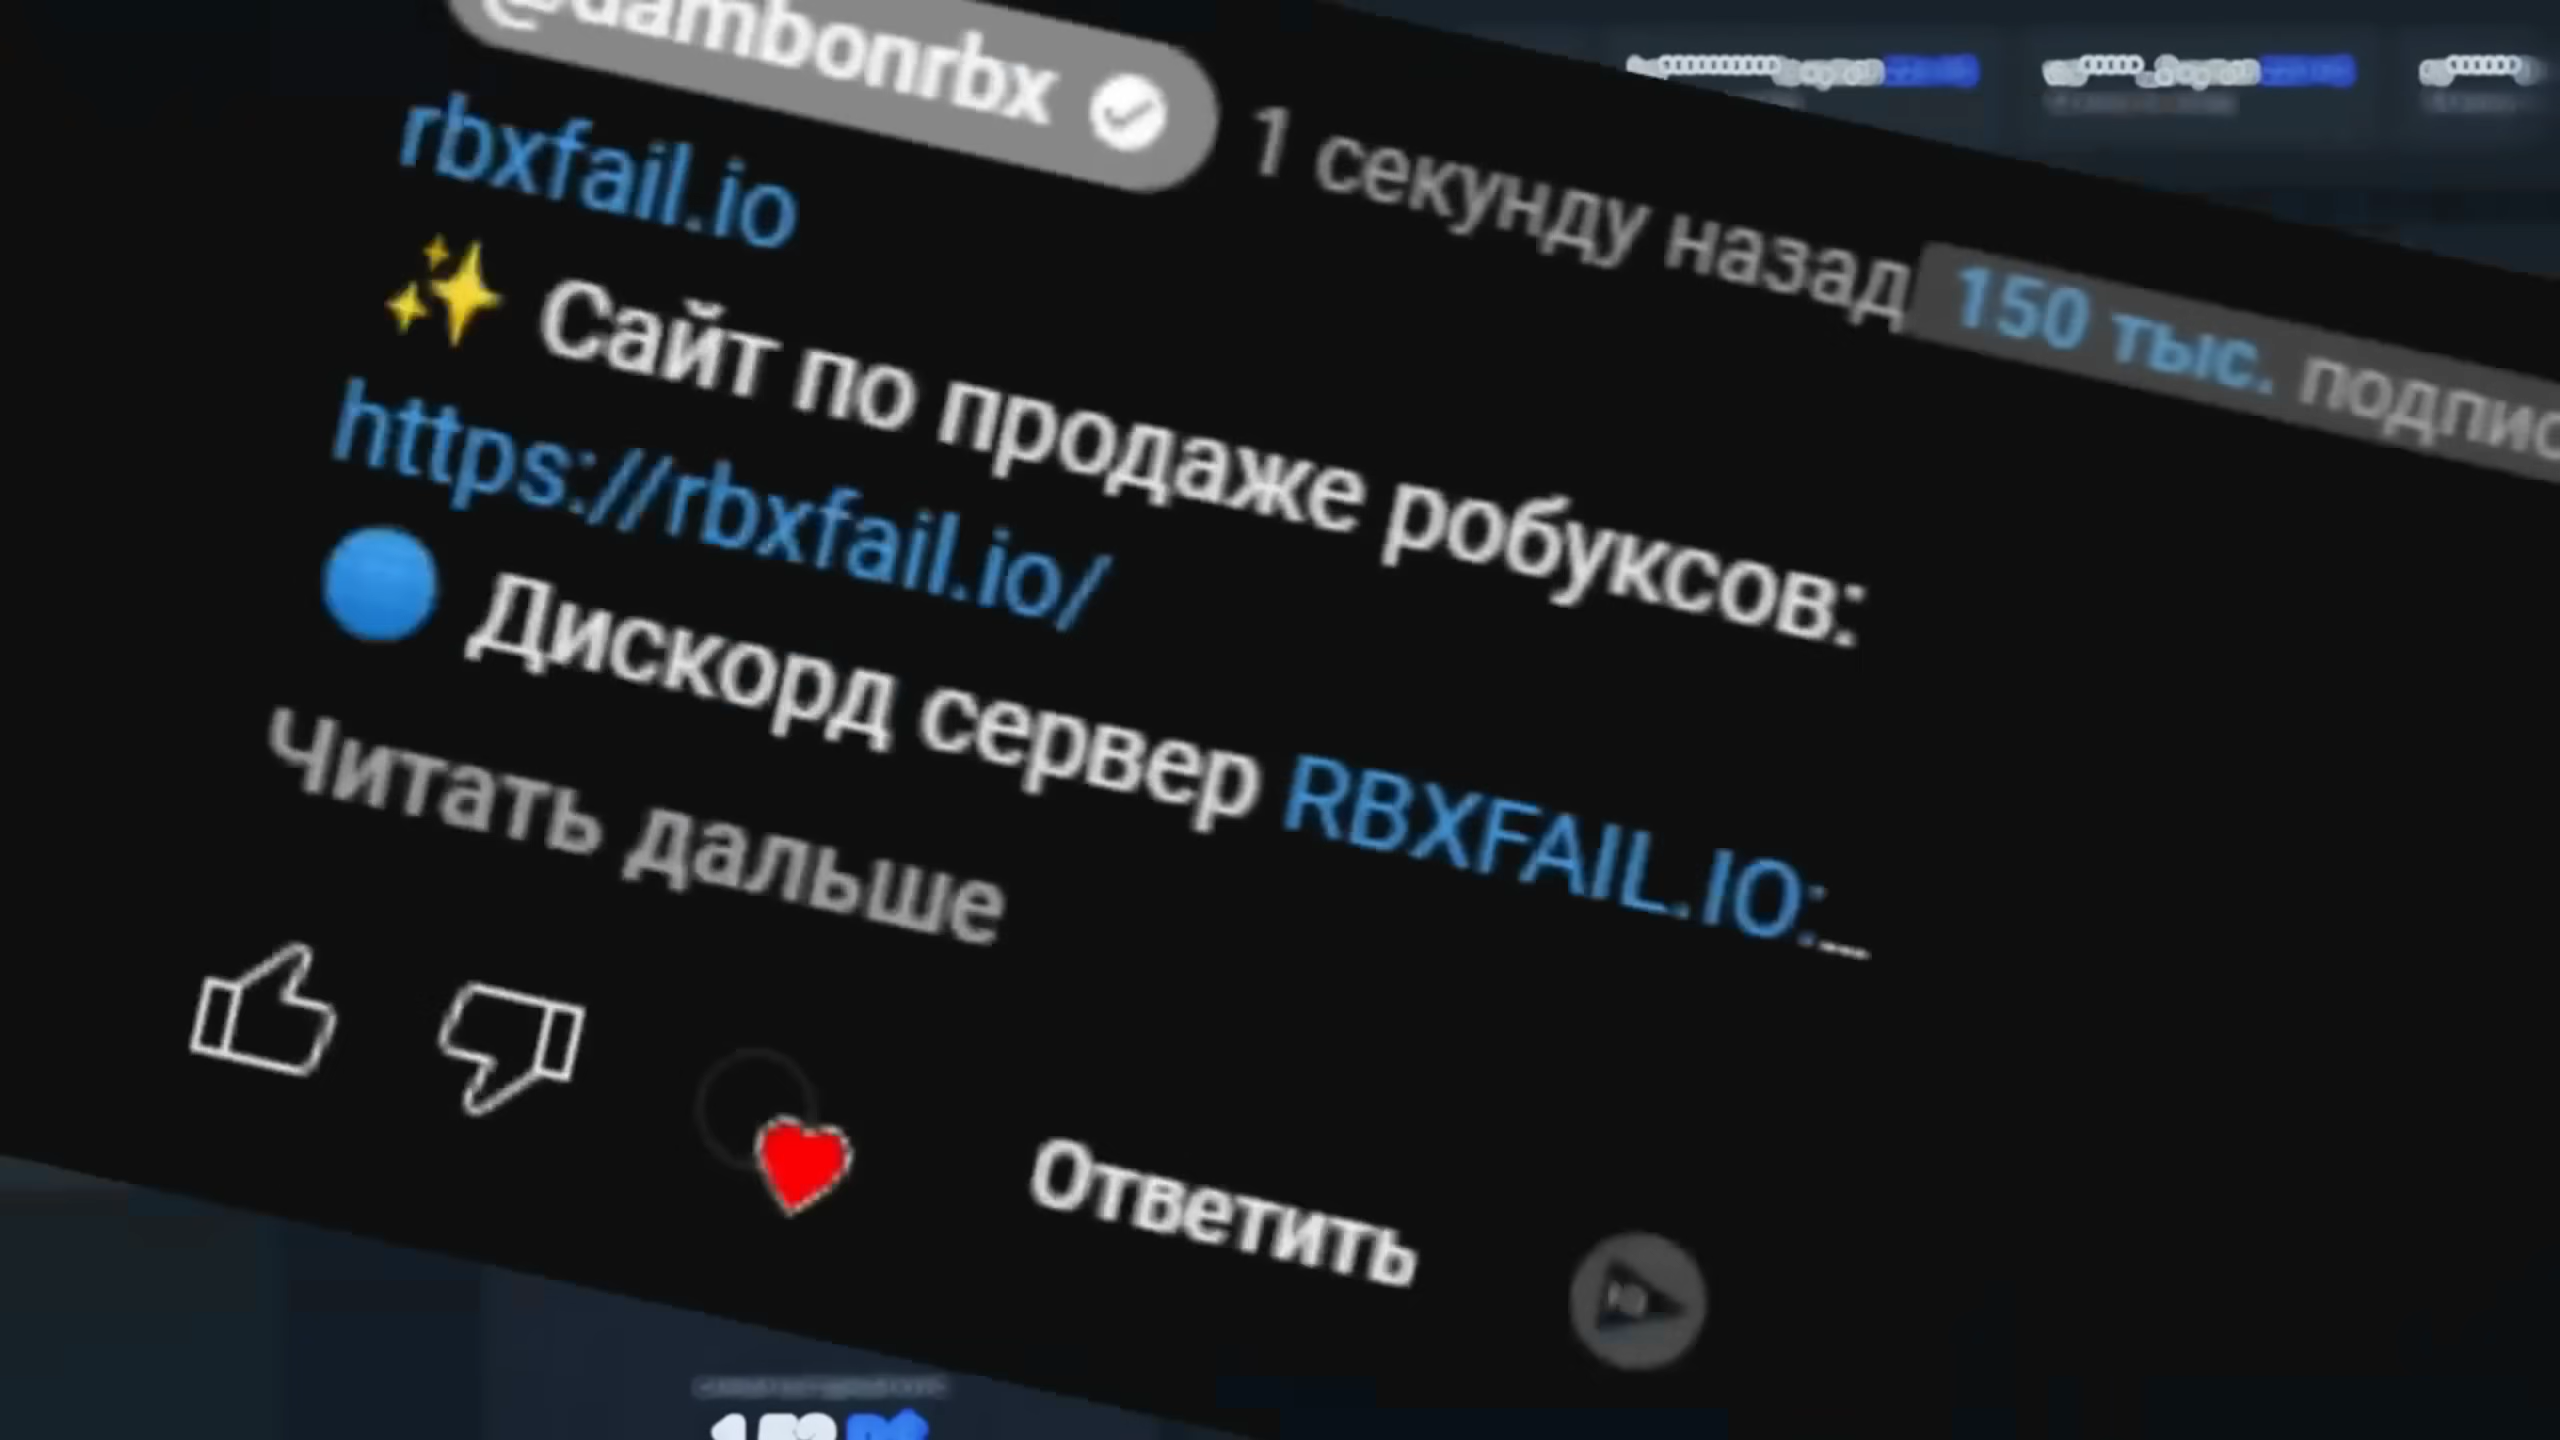 1 секунду назад 150 тыс.
rbxfail.io
✨ Сайт по продаже робуксов:
https://rbxfail.io/
🔵 Дискорд сервер RBXFAIL.IO:_
Читать дальше
Ответить